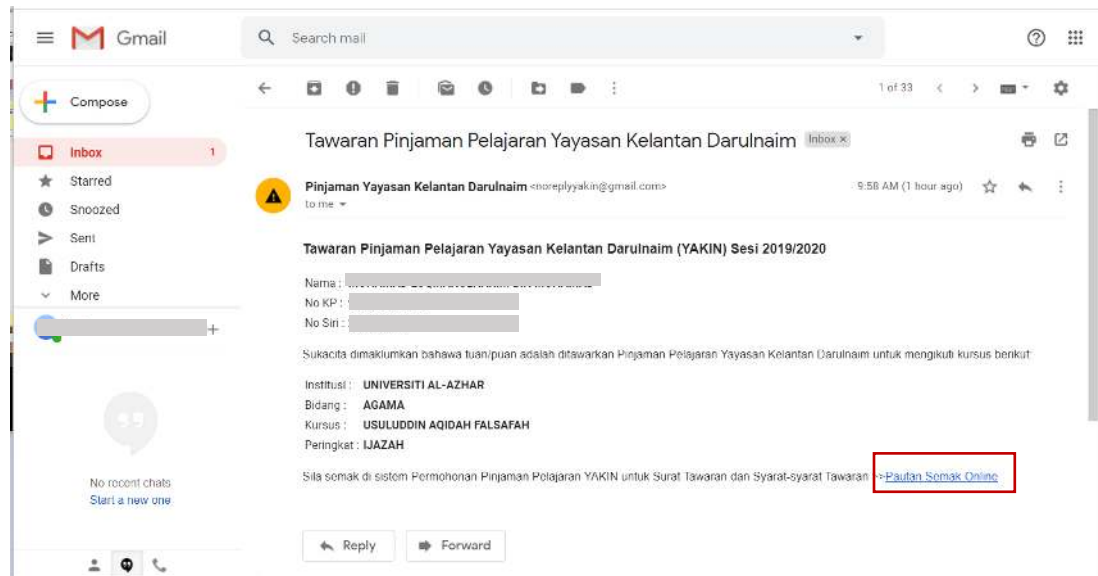 Gmail
Search mail
Compose
1 of 33
Inbox 1
Starred
Snoozed
Sent
Drafts
More
Tawaran Pinjaman Pelajaran Yayasan Kelantan Darulnaim Inbox x
Pinjaman Yayasan Kelantan Darulnaim <noreplyyakin@gmail.com> 9:58 AM (1 hour ago)
to me
Tawaran Pinjaman Pelajaran Yayasan Kelantan Darulnaim (YAKIN) Sesi 2019/2020
Nama :
No KP :
No Siri :
Sukacita dimaklumkan bahawa tuan/puan adalah ditawarkan Pinjaman Pelajaran Yayasan Kelantan Darulnaim untuk mengikuti kursus berikut:
Institusi : UNIVERSITI AL-AZHAR
Bidang : AGAMA
Kursus : USULUDDIN AQIDAH FALSAFAH
Peringkat : IJAZAH
Sila semak di sistem Permohonan Pinjaman Pelajaran YAKIN untuk Surat Tawaran dan Syarat-syarat Tawaran >>Pautan Semak Online
No recent chats
Start a new one
Reply
Forward